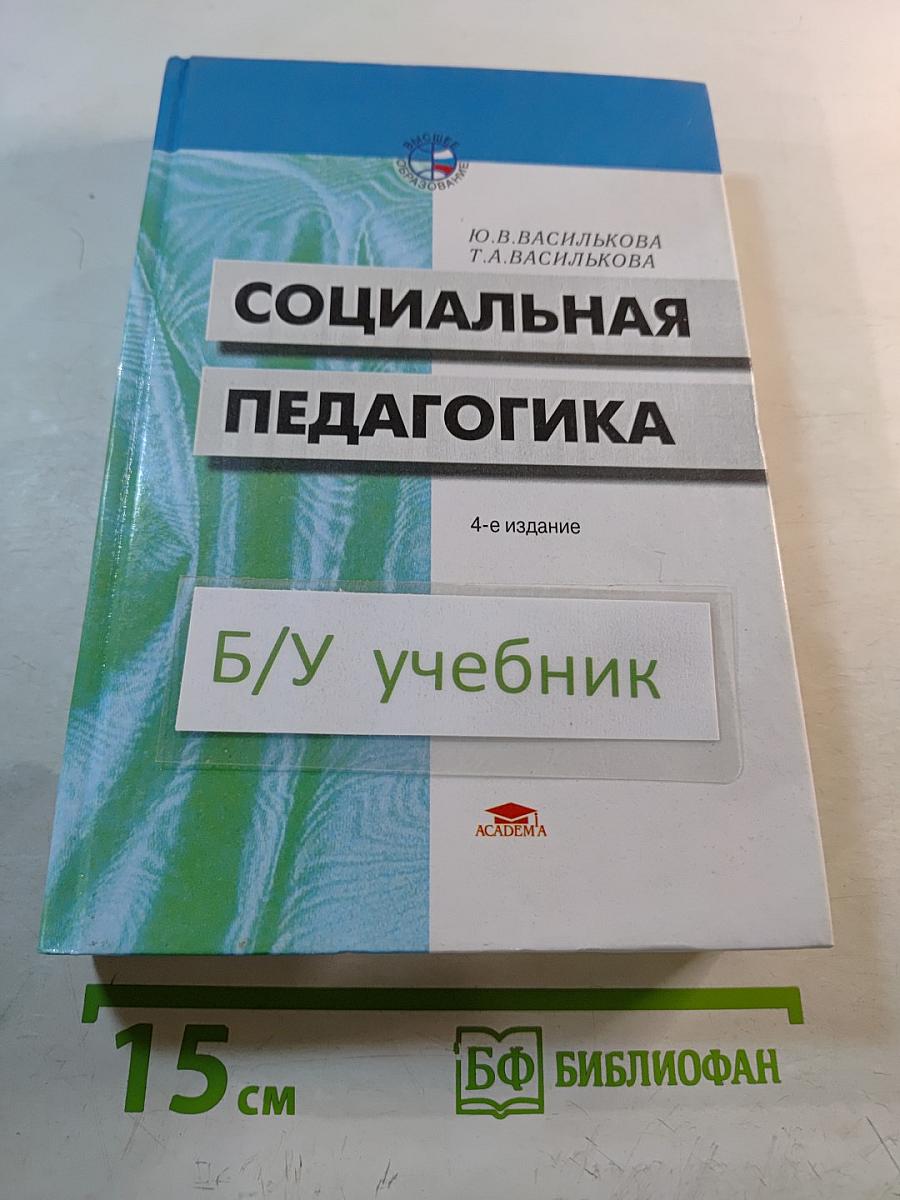 ВЫСШЕЕ
ОБРАЗОВАНИЕ
Ю.В.ВАСИЛЬКОВА
Т.А.ВАСИЛЬКОВА
СОЦИАЛЬНАЯ
ПЕДАГОГИКА
4-е издание
Б/У учебник
ACADEMA
15 см
БФ БИБЛИОФАН